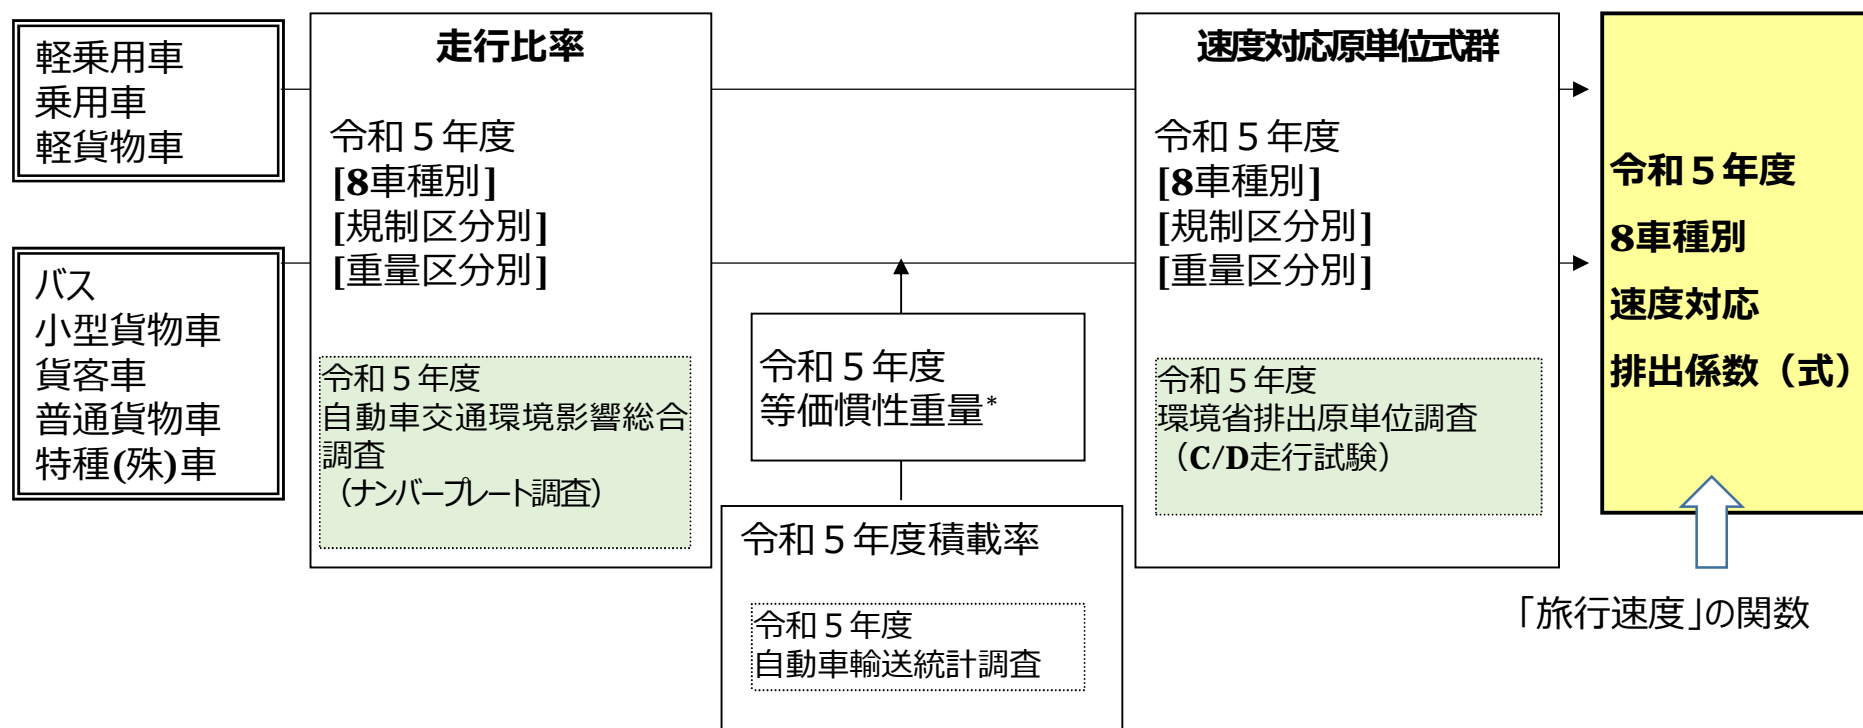 軽乗用車
乗用車
軽貨物車
バス
小型貨物車
貨客車
普通貨物車
特種(殊)車
走行比率
令和５年度
[8車種別]
[規制区分別]
[重量区分別]
令和５年度
自動車交通環境影響総合
調査
（ナンバープレート調査）
令和５年度
等価慣性重量*
令和５年度積載率
令和５年度
自動車輸送統計調査
速度対応原単位式群
令和５年度
[8車種別]
[規制区分別]
[重量区分別]
令和５年度
環境省排出原単位調査
（C/D走行試験）
令和５年度
8車種別
速度対応
排出係数（式）
「旅行速度」の関数